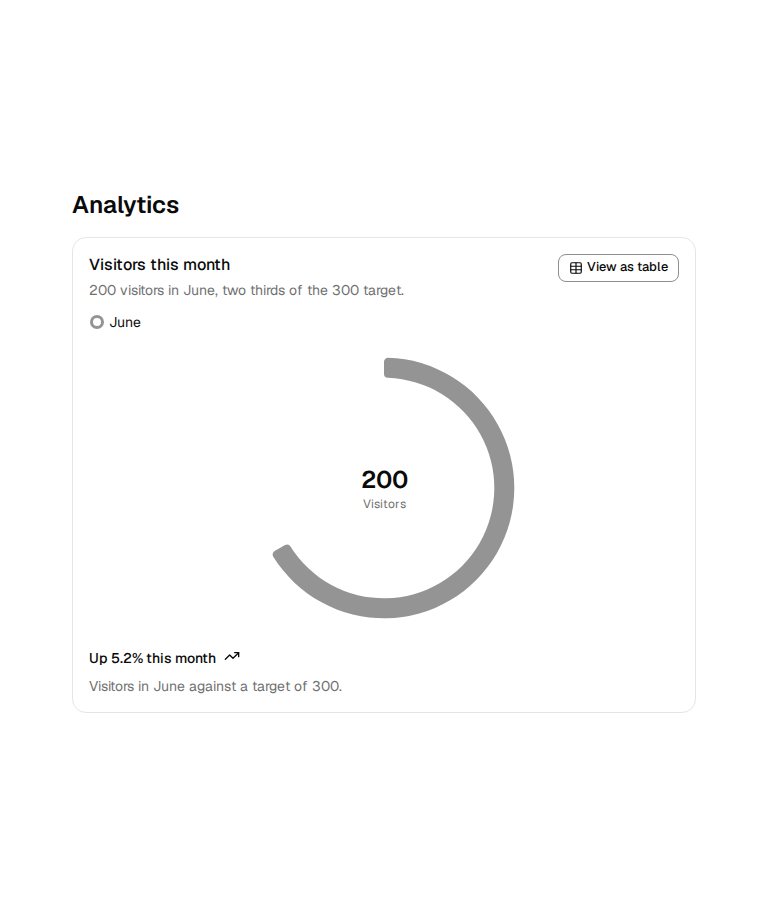 Analytics
Visitors this month
View as table
200 visitors in June, two thirds of the 300 target.
June
200
Visitors
Up 5.2% this month
Visitors in June against a target of 300.